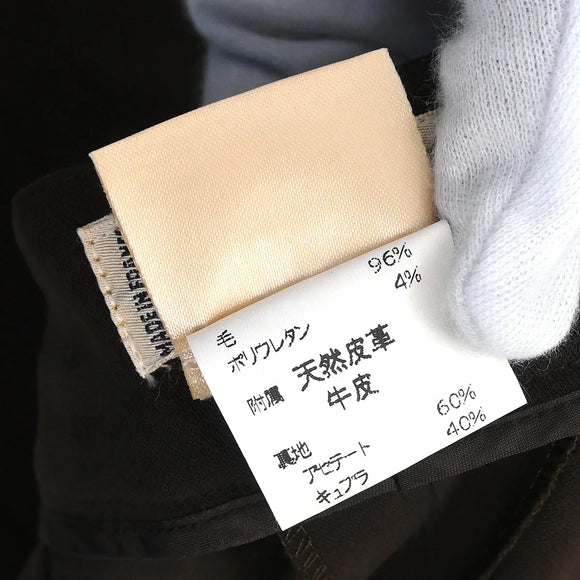 MADE IN FRANCE
毛 96%
ポリウレタン 4%
附属 天然皮革
牛皮
裏地
アセテート 60%
キュプラ 40%